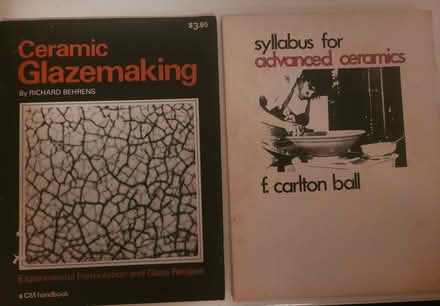 $3.95
Ceramic
Glazemaking
By RICHARD BEHRENS
Experimental Formulation and Glaze Recipes
a CM handbook
syllabus for
advanced ceramics
f. carlton ball